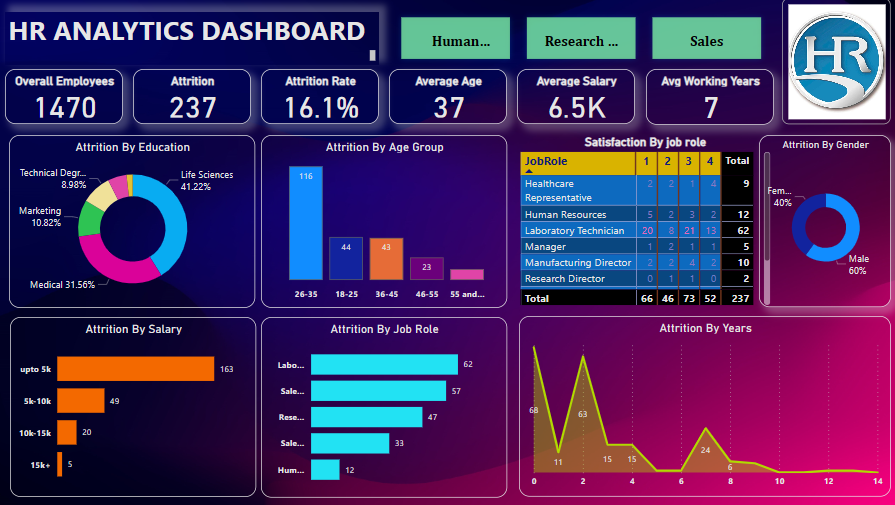 HR ANALYTICS DASHBOARD
Human...
Research ...
Sales
HR
Overall Employees
1470
Attrition
237
Attrition Rate
16.1%
Average Age
37
Average Salary
6.5K
Avg Working Years
7
Attrition By Education
Technical Degr...
8.98%
Life Sciences
41.22%
Marketing
10.82%
Medical 31.56%
Attrition By Age Group
116
44
43
23
26-35 18-25 36-45 46-55 55 and...
Satisfaction By job role
JobRole 1 2 3 4 Total
Healthcare 2 2 1 4 9
Representative
Human Resources 5 2 3 2 12
Laboratory Technician 20 8 21 13 62
Manager 1 2 1 1 5
Manufacturing Director 2 2 4 2 10
Research Director 0 1 1 0 2
Total 66 46 73 52 237
Attrition By Gender
Fem...
40%
Male
60%
Attrition By Salary
upto 5k 163
5k-10k 49
10k-15k 20
15k+ 5
Attrition By Job Role
Labo... 62
Sale... 57
Rese... 47
Sale... 33
Hum... 12
Attrition By Years
68
11
63
15
15
24
6
0 2 4 6 8 10 12 14